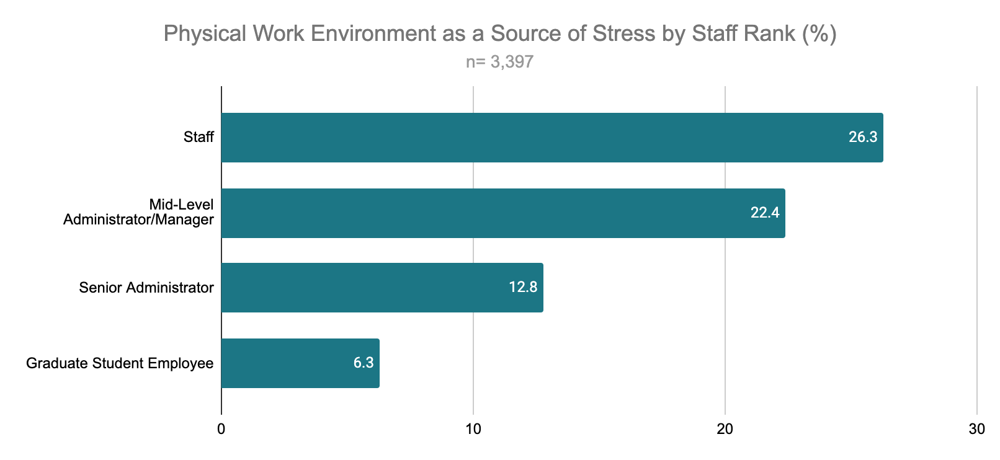 Physical Work Environment as a Source of Stress by Staff Rank (%)
n= 3,397
Staff
26.3
Mid-Level
Administrator/Manager
22.4
Senior Administrator
12.8
Graduate Student Employee
6.3
0
10
20
30